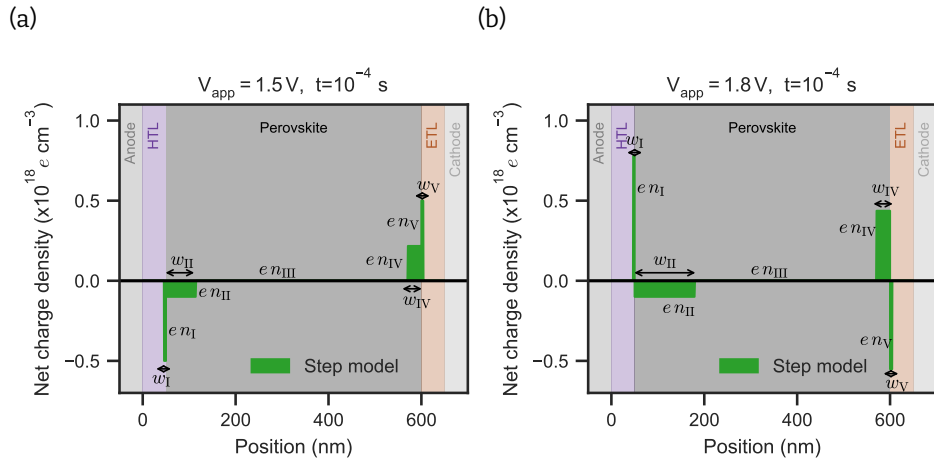 (a)
V_app = 1.5 V, t=10^−4 s
Net charge density (x10^18 e cm^−3)
1.0
0.5
0.0
−0.5
Anode
HTL
Perovskite
ETL
Cathode
w_V
e n_V
w_II
e n_III
e n_IV
e n_II
w_IV
e n_I
w_I
Step model
0
200
400
600
Position (nm)
(b)
V_app = 1.8 V, t=10^−4 s
Net charge density (x10^18 e cm^−3)
1.0
0.5
0.0
−0.5
Anode
HTL
Perovskite
ETL
Cathode
w_I
e n_I
w_IV
e n_IV
w_II
e n_III
e n_II
e n_V
w_V
Step model
0
200
400
600
Position (nm)